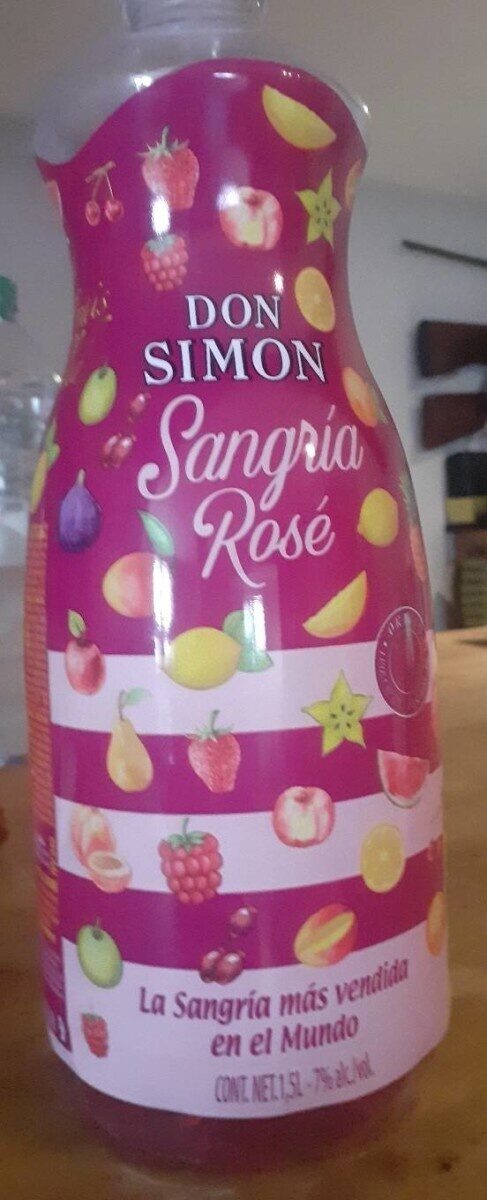 DON
SIMON
Sangría
Rosé
La Sangría más vendida
en el Mundo
CONT. NET.1,5L - 7% alc./vol.